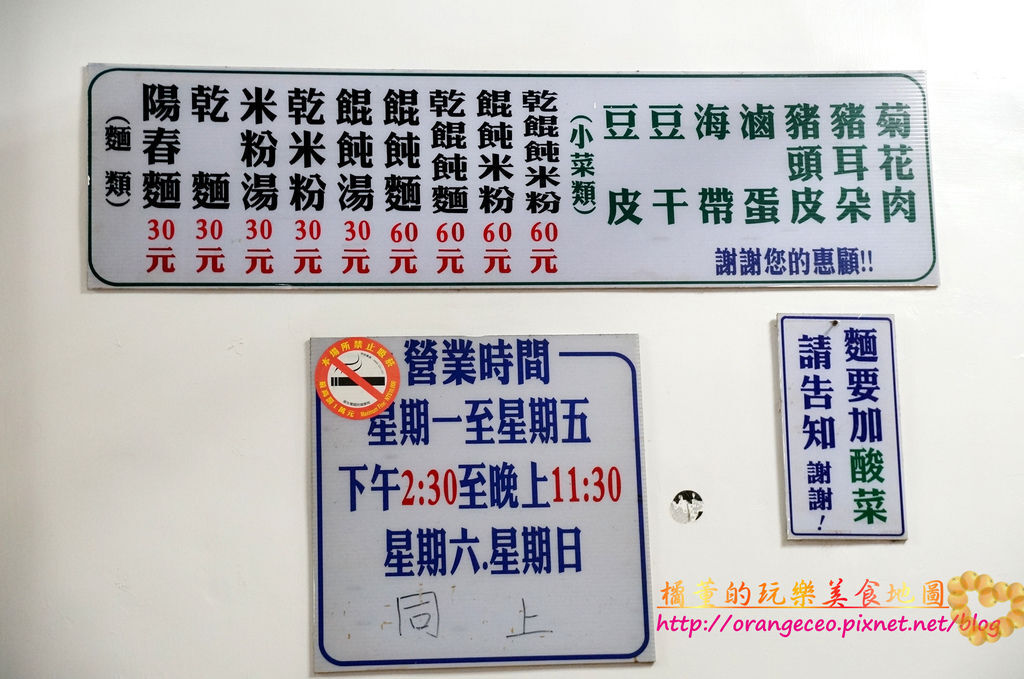 (麵類)
陽春麵 30元
乾麵 30元
米粉湯 30元
乾米粉 30元
餛飩湯 30元
餛飩麵 60元
乾餛飩麵 60元
餛飩米粉 60元
乾餛飩米粉 60元
(小菜類)
豆皮
豆干
海帶
滷蛋
豬頭皮
豬耳朵
菊花肉
謝謝您的惠顧!!
本場所禁止吸菸
營業時間
星期一至星期五
下午2:30至晚上11:30
星期六.星期日
同上
麵要加酸菜
請告知 謝謝!
橘董的玩樂美食地圖
http://orangeceo.pixnet.net/blog